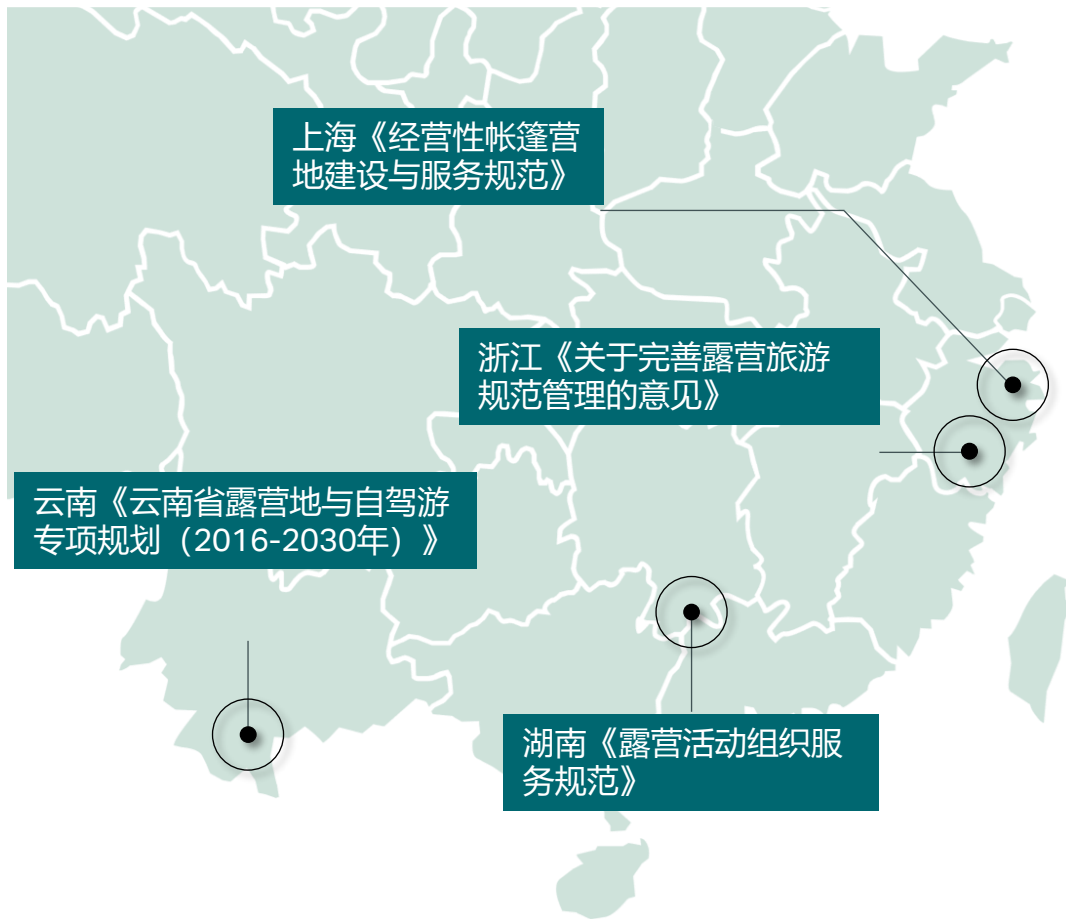 上海《经营性帐篷营
地建设与服务规范》
浙江《关于完善露营旅游
规范管理的意见》
云南《云南省露营地与自驾游
专项规划（2016-2030年）》
湖南《露营活动组织服
务规范》